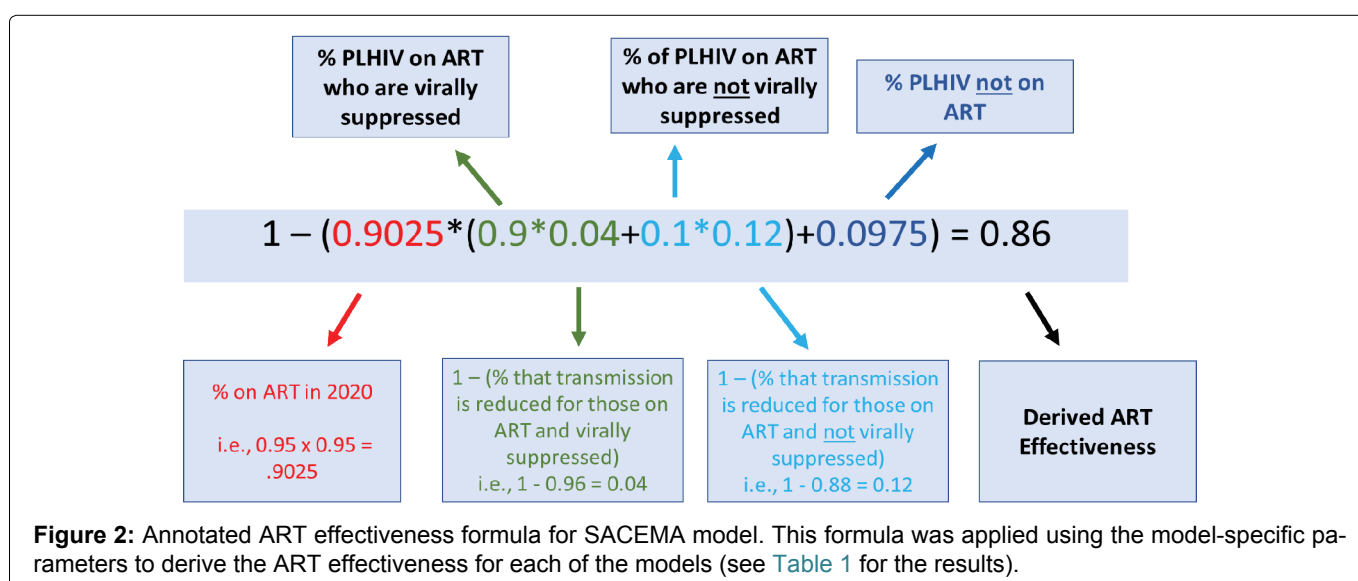 % PLHIV on ART
who are virally
suppressed
% of PLHIV on ART
who are not virally
suppressed
% PLHIV not on
ART
1 – (0.9025*(0.9*0.04+0.1*0.12)+0.0975) = 0.86
% on ART in 2020
i.e., 0.95 x 0.95 =
.9025
1 – (% that transmission
is reduced for those on
ART and virally
suppressed)
i.e., 1 - 0.96 = 0.04
1 – (% that transmission
is reduced for those on
ART and not virally
suppressed)
i.e., 1 - 0.88 = 0.12
Derived ART
Effectiveness
Figure 2: Annotated ART effectiveness formula for SACEMA model. This formula was applied using the model-specific pa-
rameters to derive the ART effectiveness for each of the models (see Table 1 for the results).